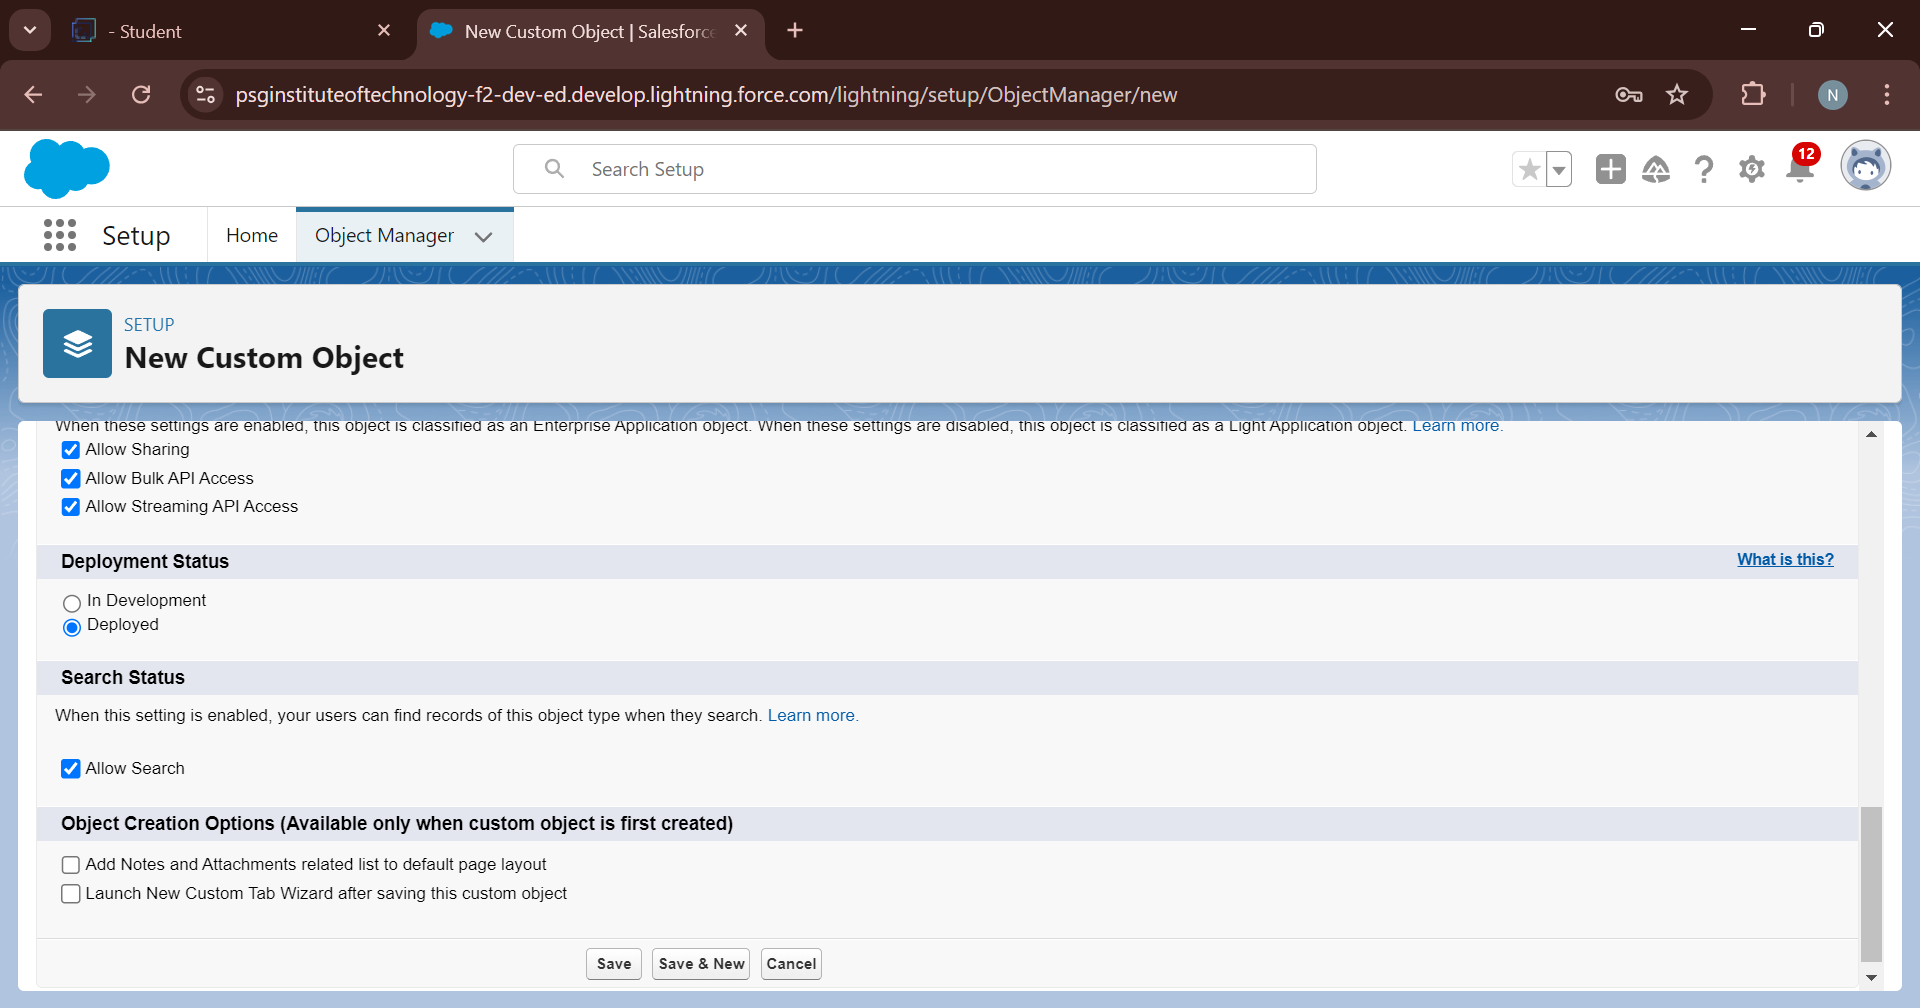 - Student
New Custom Object | Salesforce
psginstituteoftechnology-f2-dev-ed.develop.lightning.force.com/lightning/setup/ObjectManager/new
N
Search Setup
12
Setup
Home
Object Manager
SETUP
New Custom Object
When these settings are enabled, this object is classified as an Enterprise Application object. When these settings are disabled, this object is classified as a Light Application object. Learn more.
Allow Sharing
Allow Bulk API Access
Allow Streaming API Access
Deployment Status
What is this?
In Development
Deployed
Search Status
When this setting is enabled, your users can find records of this object type when they search. Learn more.
Allow Search
Object Creation Options (Available only when custom object is first created)
Add Notes and Attachments related list to default page layout
Launch New Custom Tab Wizard after saving this custom object
Save
Save & New
Cancel